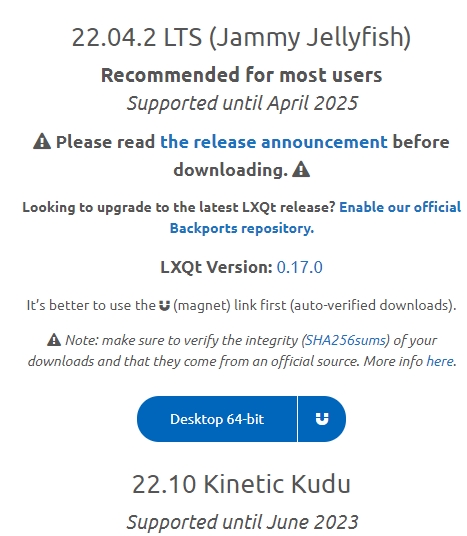 22.04.2 LTS (Jammy Jellyfish)
Recommended for most users
Supported until April 2025
Please read the release announcement before
downloading.
Looking to upgrade to the latest LXQt release? Enable our official
Backports repository.
LXQt Version: 0.17.0
It's better to use the (magnet) link first (auto-verified downloads).
Note: make sure to verify the integrity (SHA256sums) of your
downloads and that they come from an official source. More info here.
Desktop 64-bit
22.10 Kinetic Kudu
Supported until June 2023